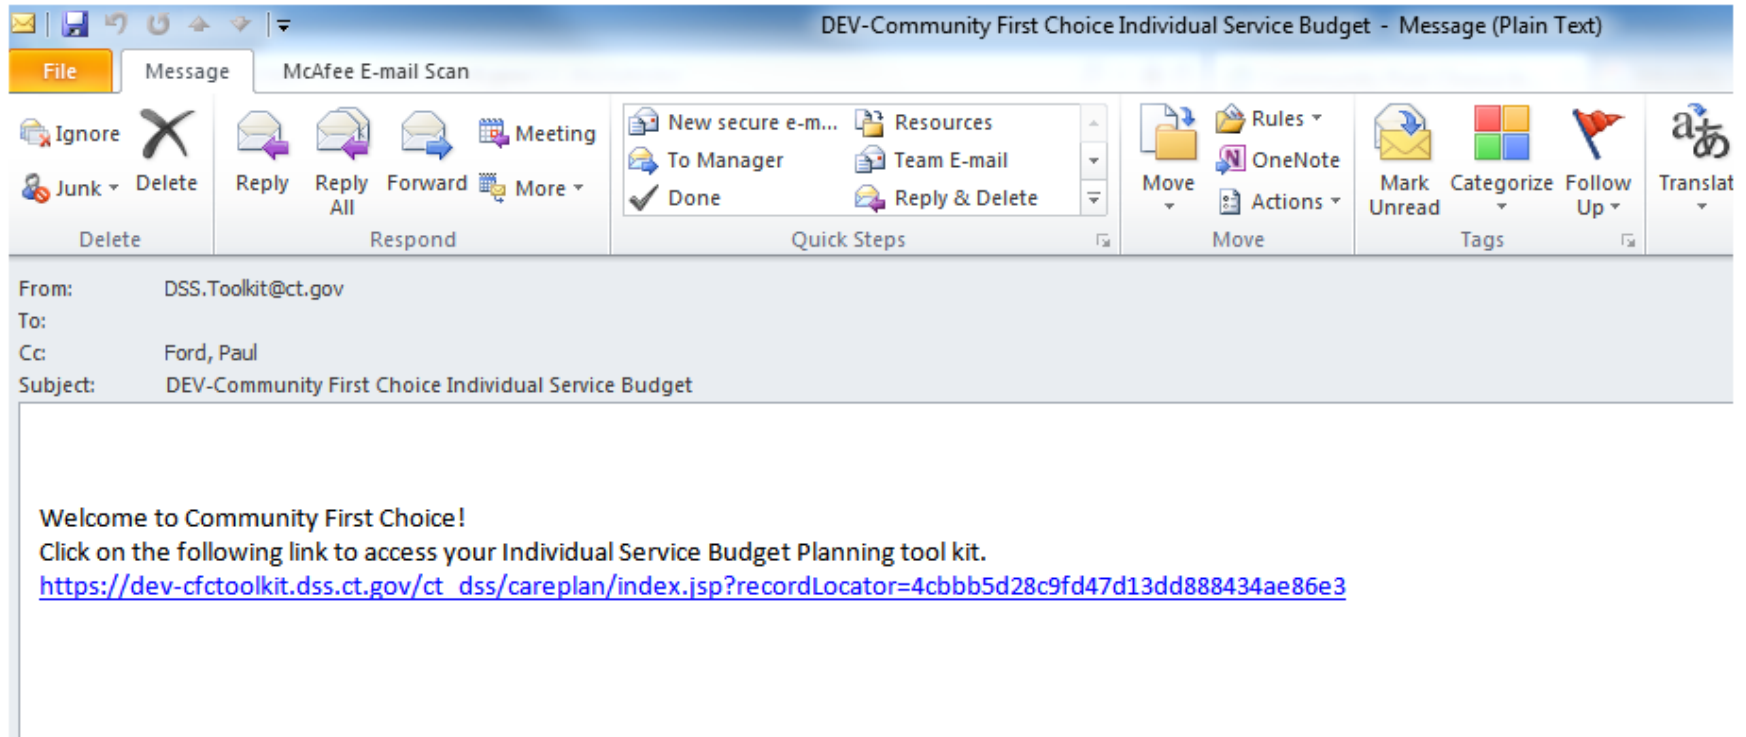 DEV-Community First Choice Individual Service Budget - Message (Plain Text)
File Message McAfee E-mail Scan
Ignore
Junk
Delete
Delete
Reply
Reply All
Forward
Meeting
More
Respond
New secure e-m... Resources
To Manager Team E-mail
Done Reply & Delete
Quick Steps
Move
Rules
OneNote
Actions
Move
Mark Unread
Categorize
Follow Up
Tags
Translat
From: DSS.Toolkit@ct.gov
To:
Cc: Ford, Paul
Subject: DEV-Community First Choice Individual Service Budget
Welcome to Community First Choice!
Click on the following link to access your Individual Service Budget Planning tool kit.
https://dev-cfctoolkit.dss.ct.gov/ct_dss/careplan/index.jsp?recordLocator=4cbbb5d28c9fd47d13dd888434ae86e3